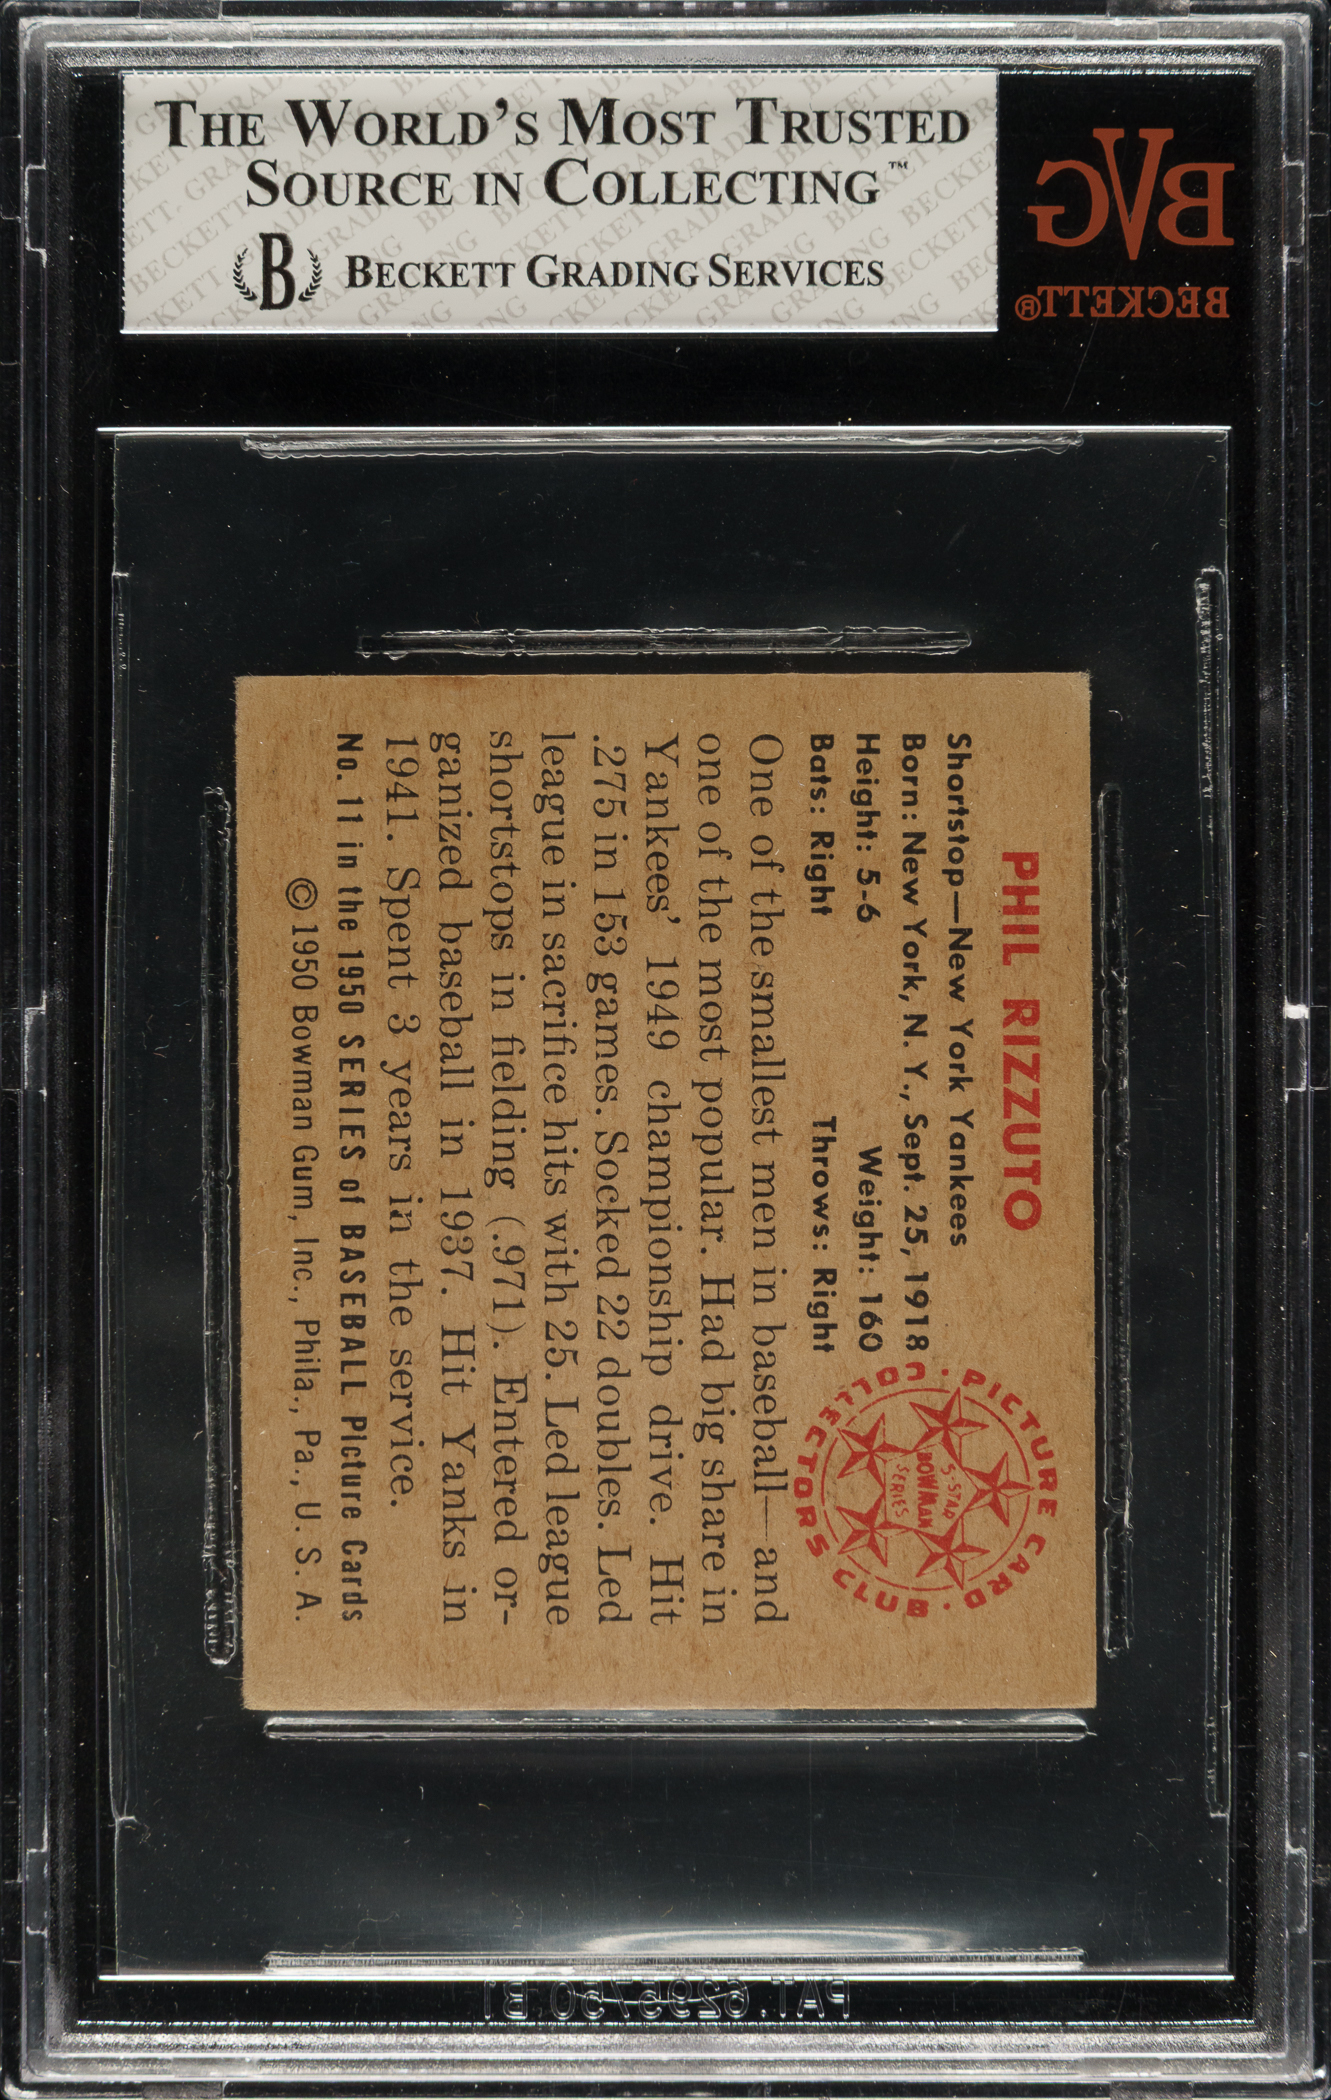 THE WORLD'S MOST TRUSTED
SOURCE IN COLLECTING™
B BECKETT GRADING SERVICES
BVG
BECKETT®
PHIL RIZZUTO
Shortstop—New York Yankees
Born: New York, N. Y., Sept. 25, 1918
Height: 5-6 Weight: 160
Bats: Right Throws: Right
PICTURE CARD · CLUB · COLLECTORS
5-STAR
BOWMAN
SERIES
One of the smallest men in baseball—and
one of the most popular. Had big share in
Yankees' 1949 championship drive. Hit
.275 in 153 games. Socked 22 doubles. Led
league in sacrifice hits with 25. Led league
shortstops in fielding (.971). Entered or-
ganized baseball in 1937. Hit Yanks in
1941. Spent 3 years in the service.
No. 11 in the 1950 SERIES of BASEBALL Picture Cards
©1950 Bowman Gum, Inc., Phila., Pa., U. S. A.
PAT. 6295750 B1